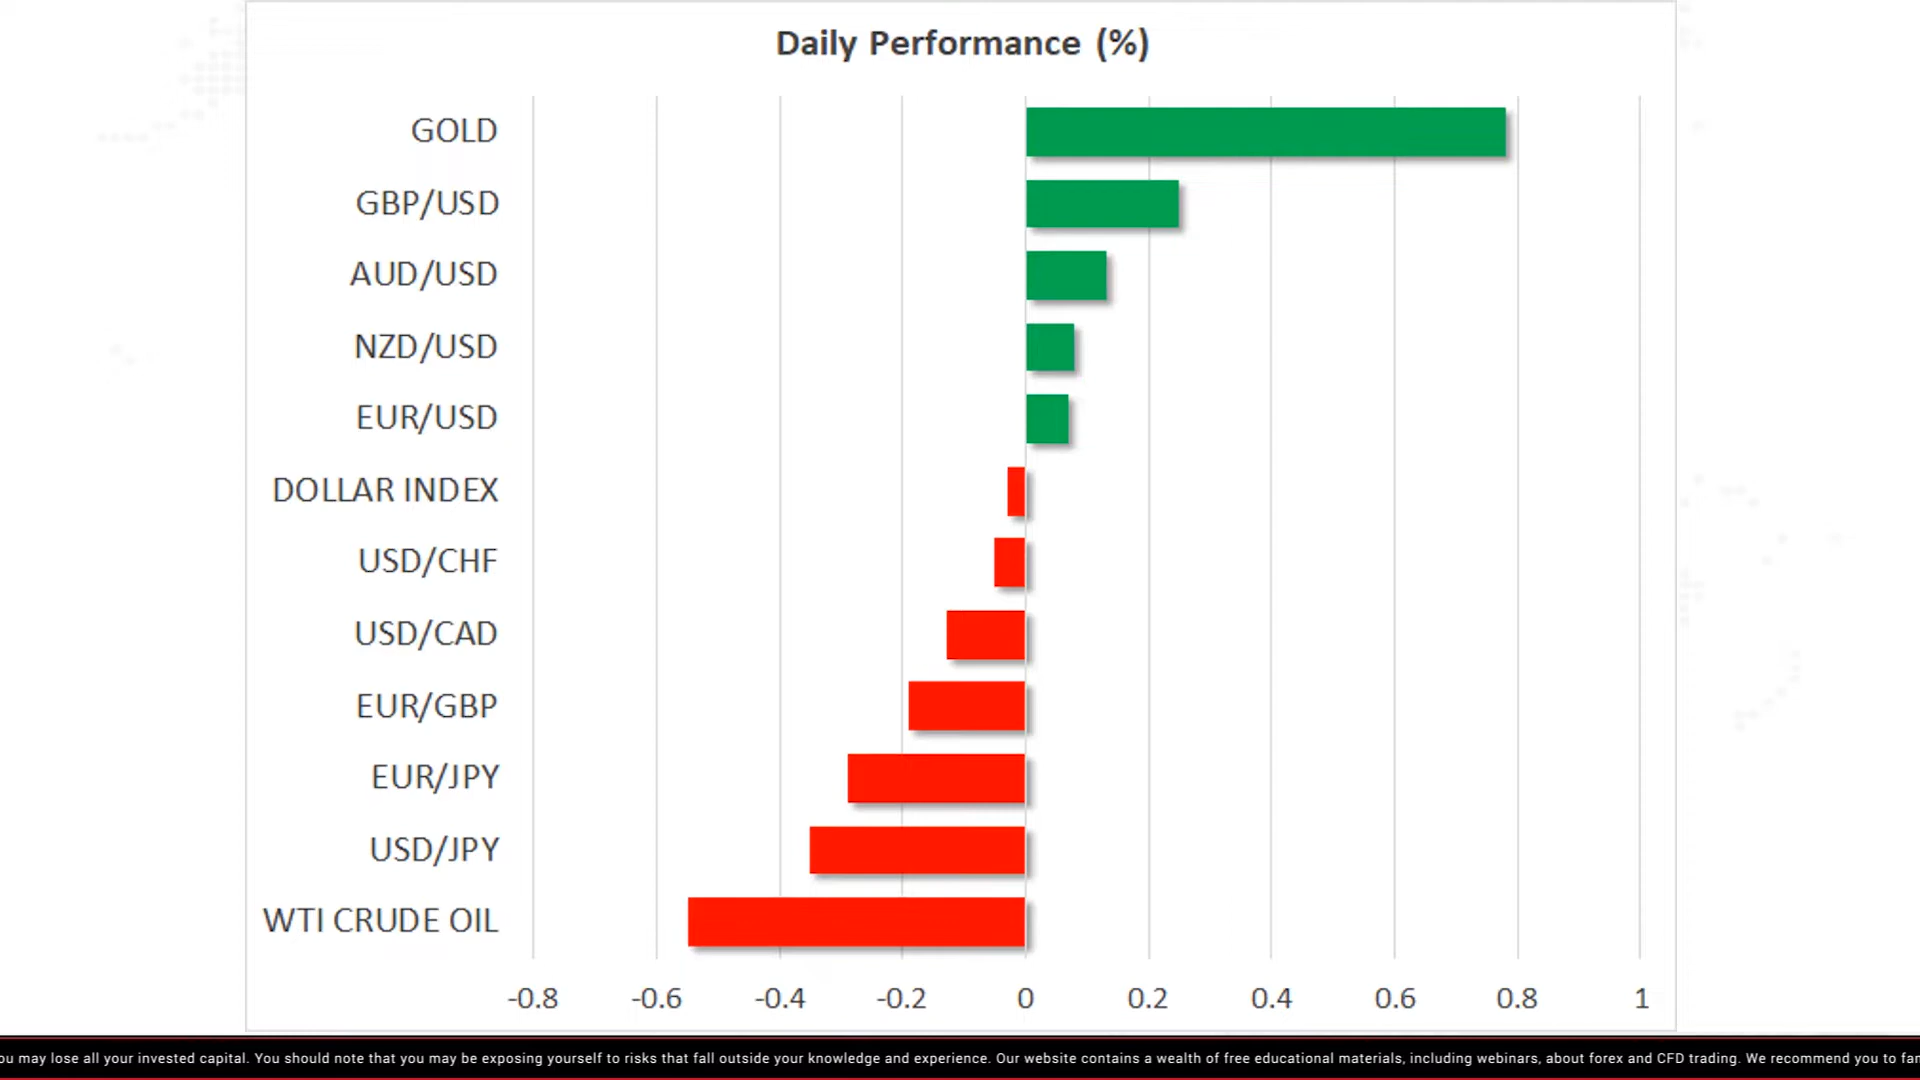 Daily Performance (%)
GOLD
GBP/USD
AUD/USD
NZD/USD
EUR/USD
DOLLAR INDEX
USD/CHF
USD/CAD
EUR/GBP
EUR/JPY
USD/JPY
WTI CRUDE OIL
-0.8 -0.6 -0.4 -0.2 0 0.2 0.4 0.6 0.8 1
ou may lose all your invested capital. You should note that you may be exposing yourself to risks that fall outside your knowledge and experience. Our website contains a wealth of free educational materials, including webinars, about forex and CFD trading. We recommend you to fam